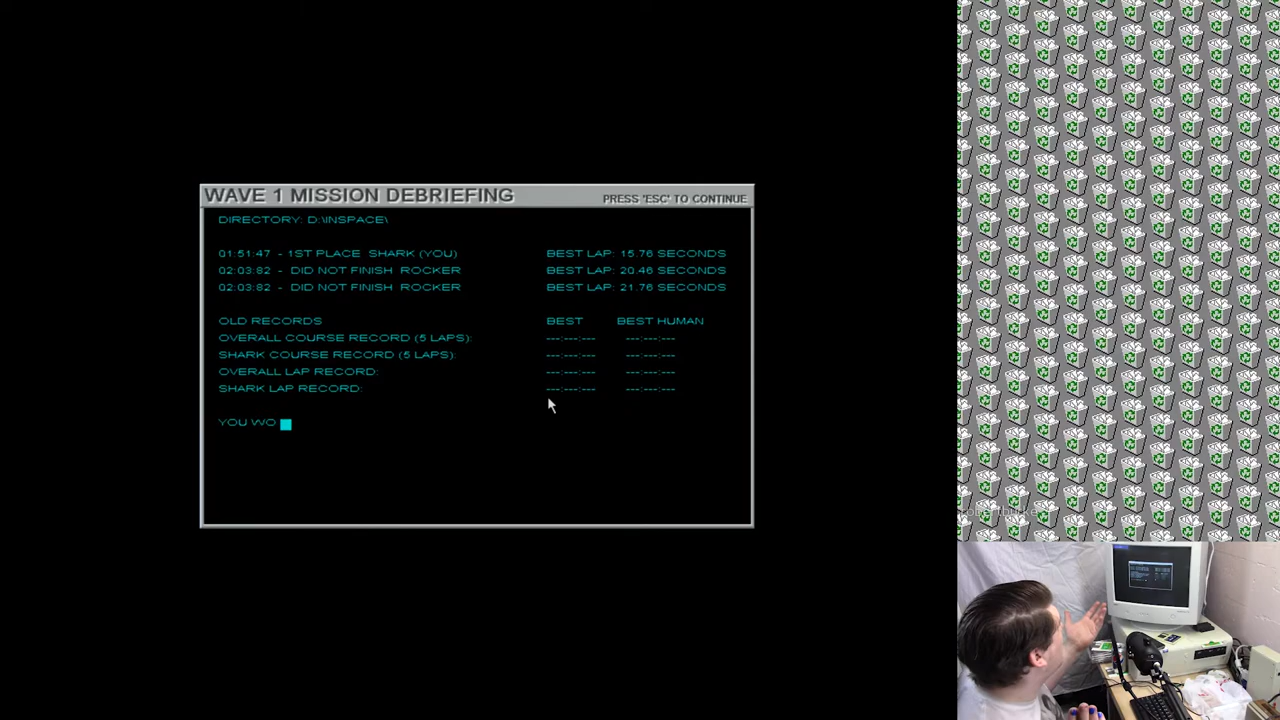 WAVE 1 MISSION DEBRIEFING
PRESS 'ESC' TO CONTINUE
DIRECTORY: D:\INSPACE\
01:51:47 - 1ST PLACE SHARK (YOU) BEST LAP: 15.76 SECONDS
02:03:82 - DID NOT FINISH ROCKER BEST LAP: 20.46 SECONDS
02:03:82 - DID NOT FINISH ROCKER BEST LAP: 21.76 SECONDS
OLD RECORDS BEST BEST HUMAN
OVERALL COURSE RECORD (5 LAPS): ---:---:--- ---:---:---
SHARK COURSE RECORD (5 LAPS): ---:---:--- ---:---:---
OVERALL LAP RECORD: ---:---:--- ---:---:---
SHARK LAP RECORD: ---:---:--- ---:---:---
YOU WO